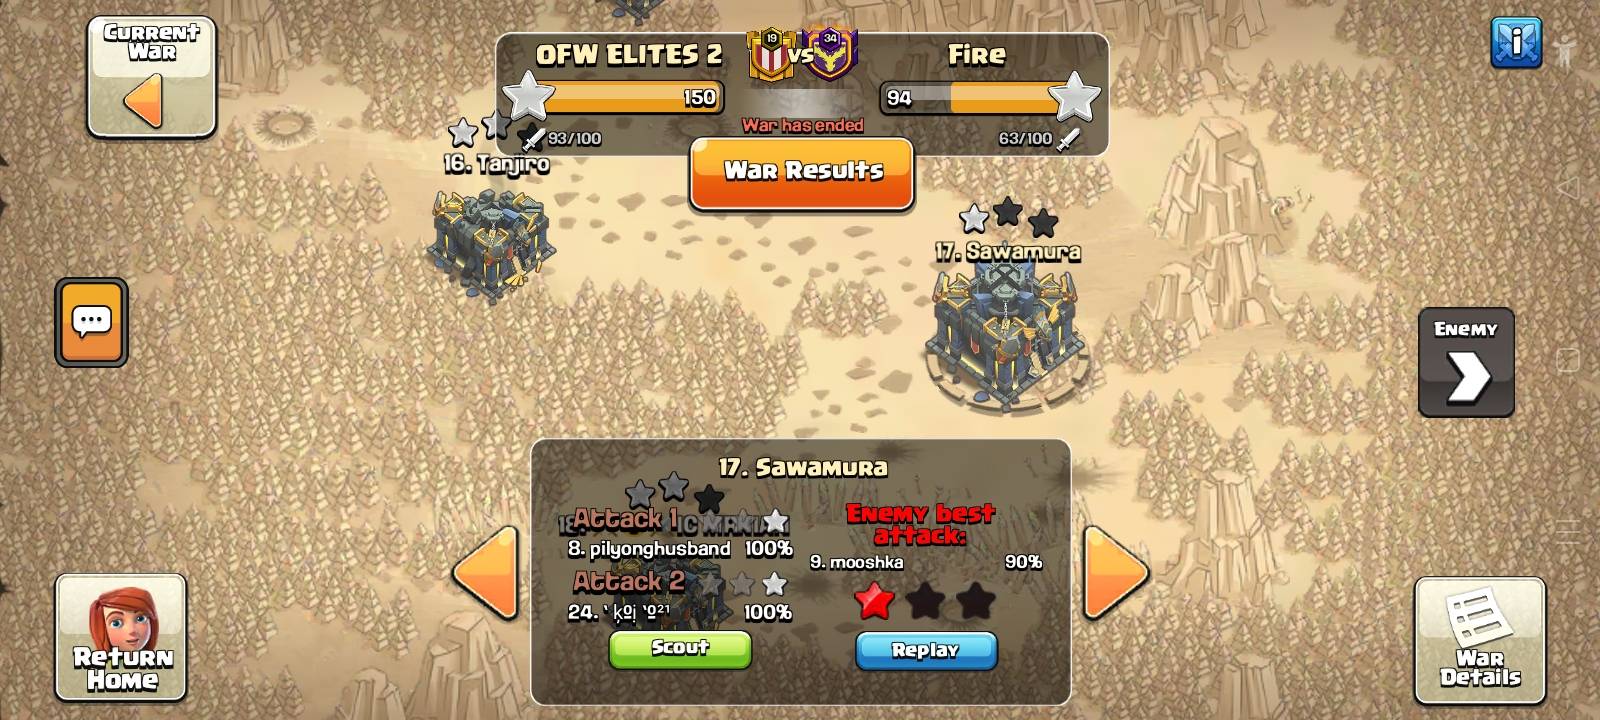 Current
War
OFW ELITES 2
19
vs
34
Fire
150
94
93/100
War has ended
63/100
War Results
16. Tanjiro
17. Sawamura
Enemy
17. Sawamura
Attack 1
8. pilyonghusband 100%
Attack 2
24. 100%
Enemy best
attack:
9. mooshka 90%
Scout
Replay
Return
Home
War
Details